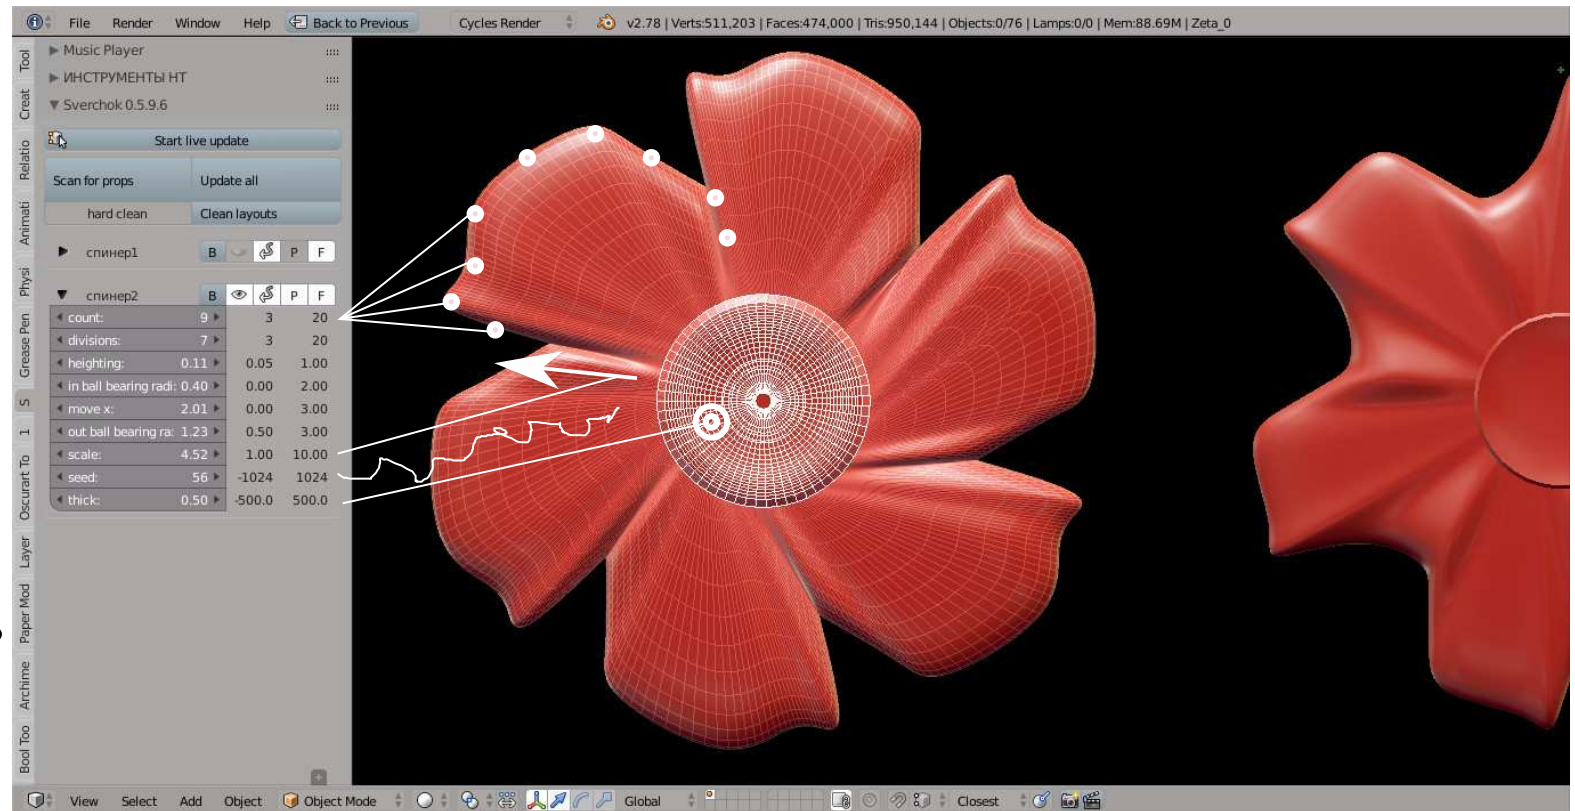 File Render Window Help Back to Previous Cycles Render v2.78 | Verts:511,203 | Faces:474,000 | Tris:950,144 | Objects:0/76 | Lamps:0/0 | Mem:88.69M | Zeta_0
Tool
Creat
Relatio
Animati
Physi
Grease Pen
S
1
Oscurart To
Layer
Paper Mod
Archime
Bool Too
Music Player
ИНСТРУМЕНТЫ НТ
Sverchok 0.5.9.6
Start live update
Scan for props Update all
hard clean Clean layouts
спинер1 B P F
спинер2 B P F
count: 9 3 20
divisions: 7 3 20
heighting: 0.11 0.05 1.00
in ball bearing radi: 0.40 0.00 2.00
move x: 2.01 0.00 3.00
out ball bearing ra: 1.23 0.50 3.00
scale: 4.52 1.00 10.00
seed: 56 -1024 1024
thick: 0.50 -500.0 500.0
View Select Add Object Object Mode Global Closest